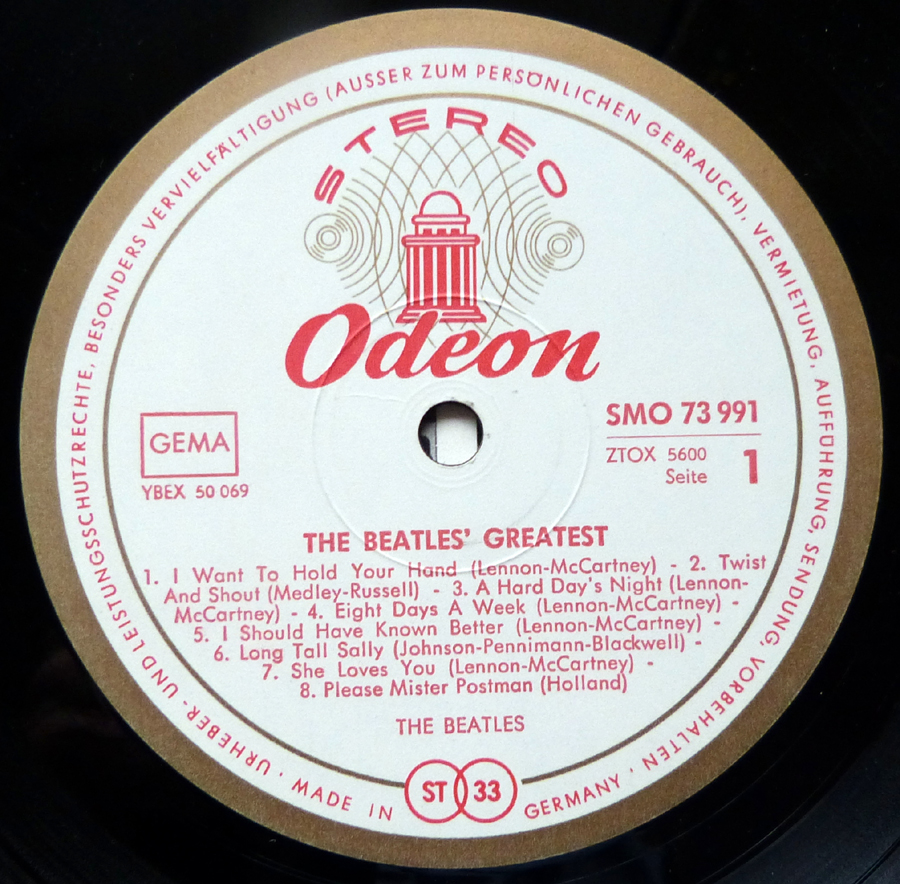 URHEBER- UND LEISTUNGSSCHUTZRECHTE, BESONDERS VERVIELFÄLTIGUNG (AUSSER ZUM PERSÖNLICHEN GEBRAUCH), VERMIETUNG, AUFFÜHRUNG, SENDUNG, VORBEHALTEN · MADE IN GERMANY ·
STEREO
Odeon
GEMA
YBEX 50 069
SMO 73 991
ZTOX 5600
Seite 1
THE BEATLES' GREATEST
1. I Want To Hold Your Hand (Lennon-McCartney) - 2. Twist
And Shout (Medley-Russell) - 3. A Hard Day's Night (Lennon-
McCartney) - 4. Eight Days A Week (Lennon-McCartney) -
5. I Should Have Known Better (Lennon-McCartney) -
6. Long Tall Sally (Johnson-Pennimann-Blackwell) -
7. She Loves You (Lennon-McCartney) -
8. Please Mister Postman (Holland)
THE BEATLES
ST 33